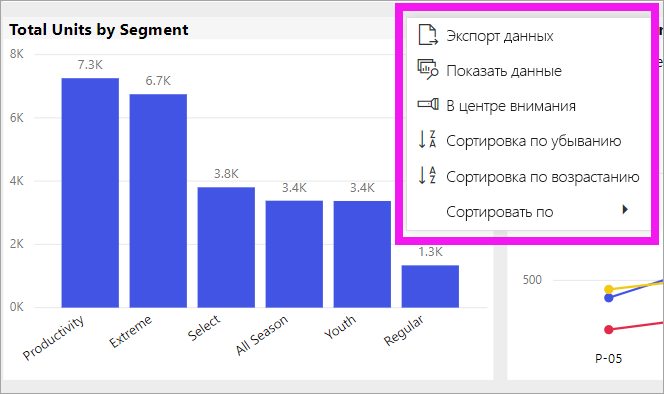 Total Units by Segment
8K
6K
4K
2K
0K
7.3K
6.7K
3.8K
3.4K
3.4K
1.3K
Productivity
Extreme
Select
All Season
Youth
Regular
Экспорт данных
Показать данные
В центре внимания
Z
A
Сортировка по убыванию
A
Z
Сортировка по возрастанию
Сортировать по
500
P-05